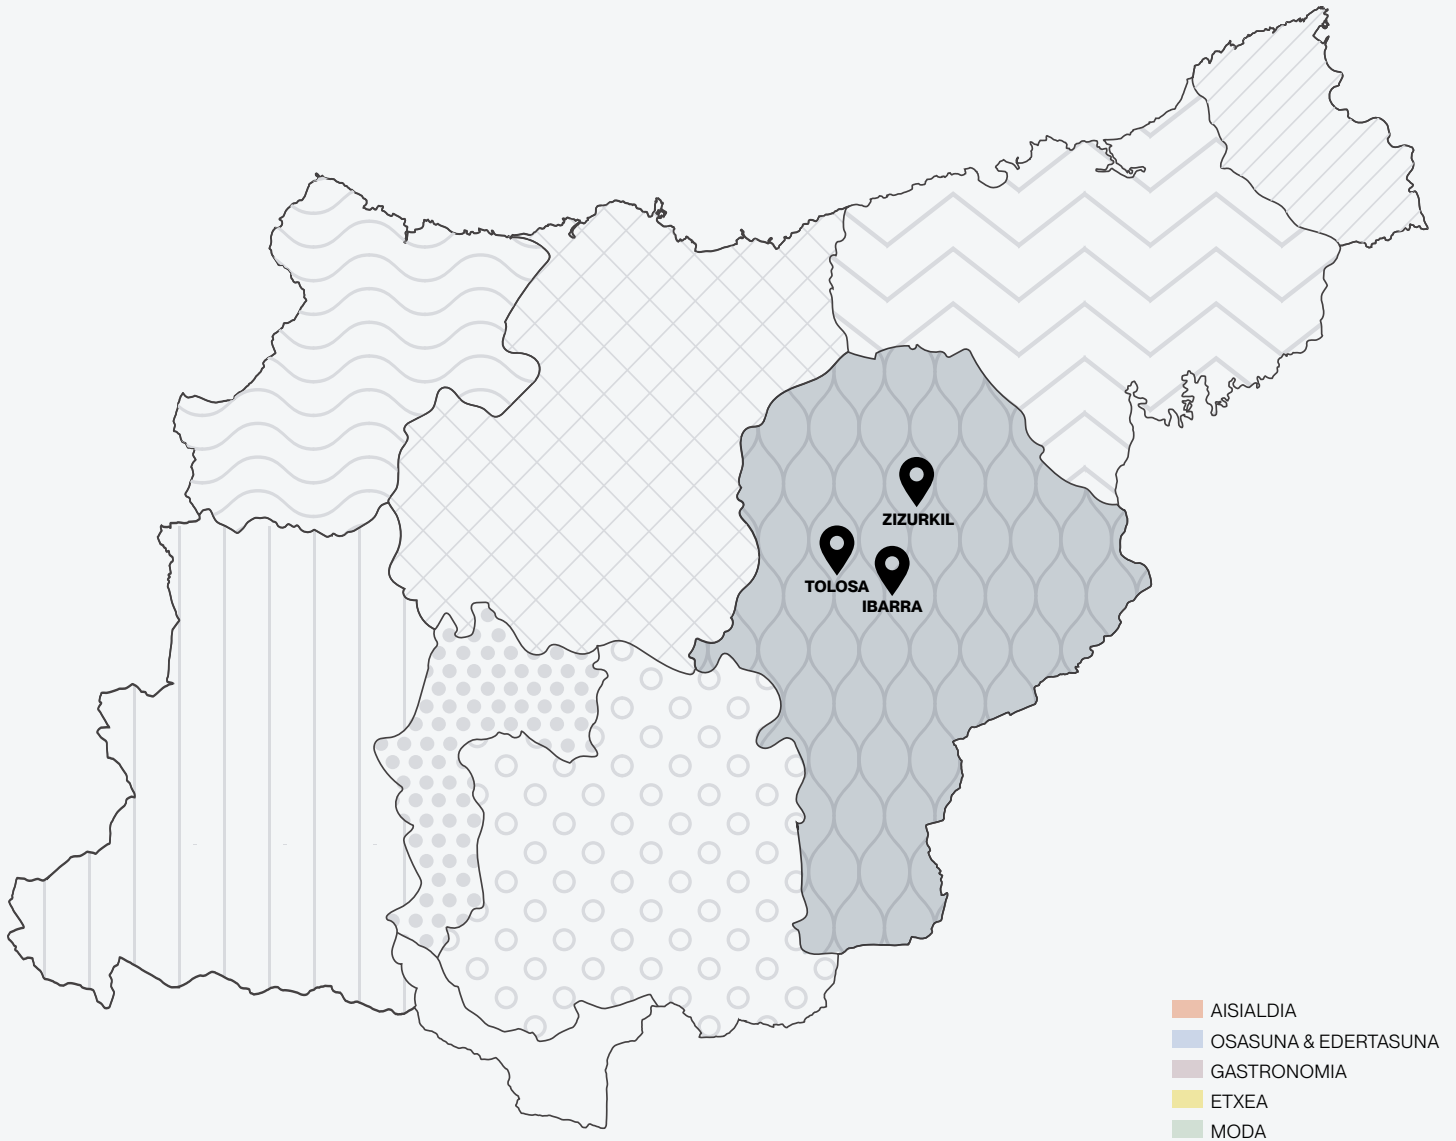 ZIZURKIL
TOLOSA
IBARRA
AISIALDIA
OSASUNA & EDERTASUNA
GASTRONOMIA
ETXEA
MODA